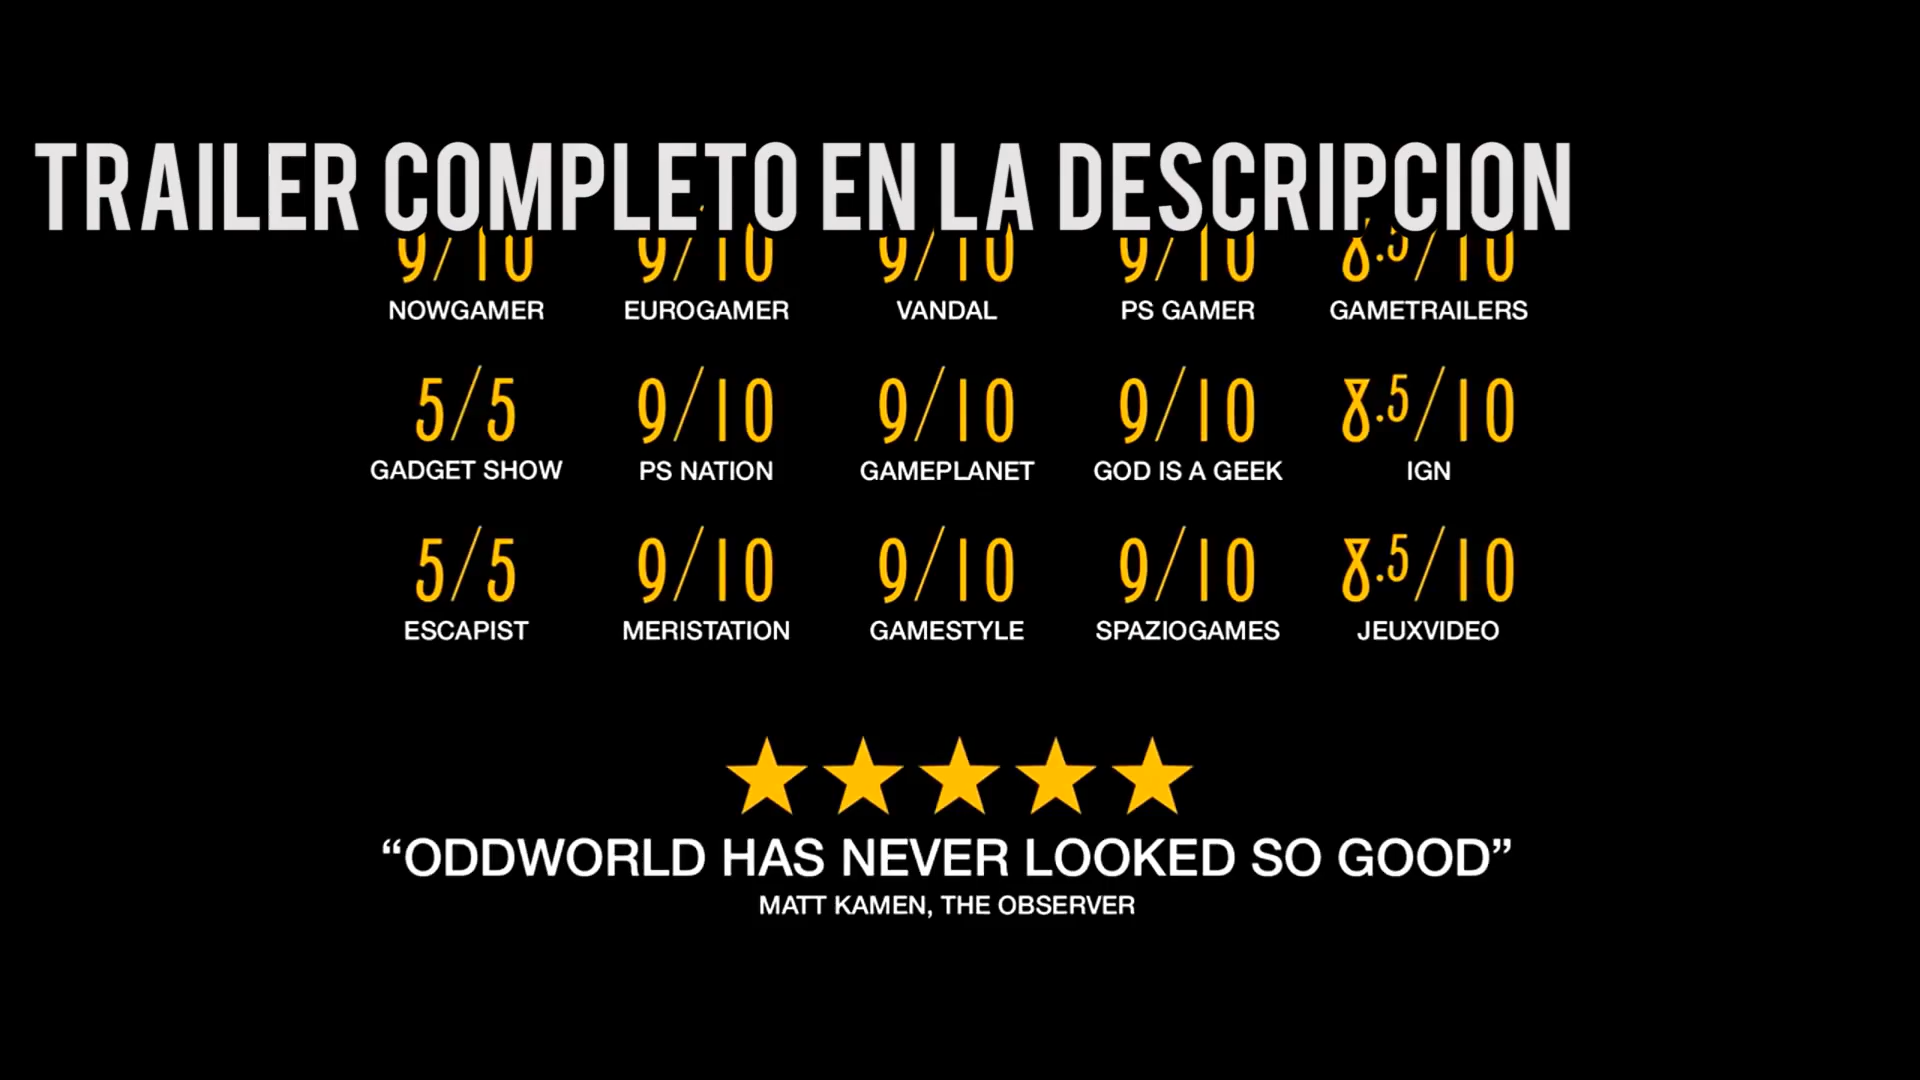 TRAILER COMPLETO EN LA DESCRIPCION
9/10 9/10 9/10 9/10 8.5/10
NOWGAMER EUROGAMER VANDAL PS GAMER GAMETRAILERS
5/5 9/10 9/10 9/10 8.5/10
GADGET SHOW PS NATION GAMEPLANET GOD IS A GEEK IGN
5/5 9/10 9/10 9/10 8.5/10
ESCAPIST MERISTATION GAMESTYLE SPAZIOGAMES JEUXVIDEO
“ODDWORLD HAS NEVER LOOKED SO GOOD”
MATT KAMEN, THE OBSERVER